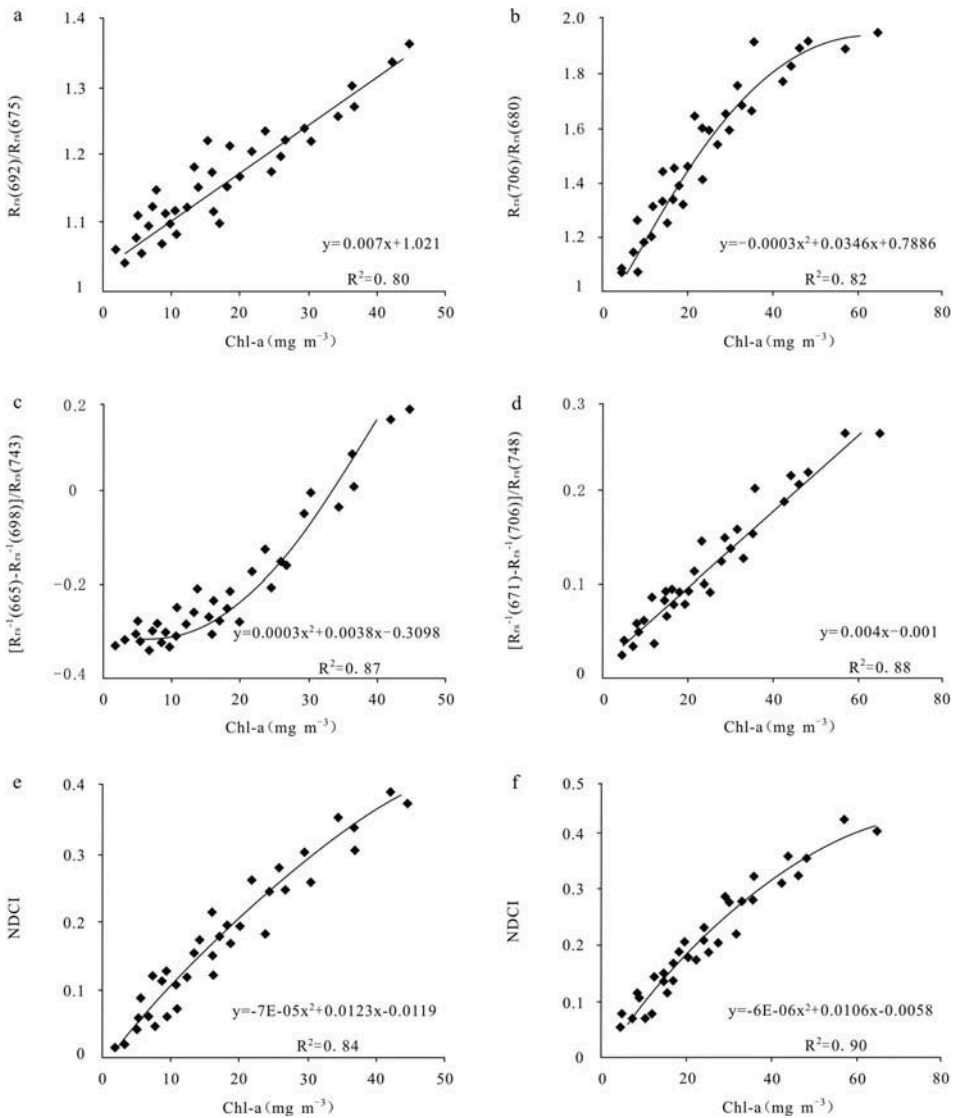 a
1.4
1.3
1.2
1.1
1
Rrs(692)/Rrs(675)
0 10 20 30 40 50
Chl-a(mg m⁻³)
y=0.007x+1.021
R²=0.80
b
2.0
1.8
1.6
1.4
1.2
1
Rrs(706)/Rrs(680)
0 20 40 60 80
Chl-a(mg m⁻³)
y=−0.0003x²+0.0346x+0.7886
R²=0.82
c
0.2
0
−0.2
−0.4
[Rrs⁻¹(665)-Rrs⁻¹(698)]/Rrs(743)
0 10 20 30 40 50
Chl-a(mg m⁻³)
y=0.0003x²+0.0038x−0.3098
R²=0.87
d
0.3
0.2
0.1
0
[Rrs⁻¹(671)-Rrs⁻¹(706)]/Rrs(748)
0 20 40 60 80
Chl-a(mg m⁻³)
y=0.004x−0.001
R²=0.88
e
0.4
0.3
0.2
0.1
0
NDCI
0 10 20 30 40 50
Chl-a(mg m⁻³)
y=-7E-05x²+0.0123x-0.0119
R²=0.84
f
0.5
0.4
0.3
0.2
0.1
0
NDCI
0 20 40 60 80
Chl-a(mg m⁻³)
y=-6E-06x²+0.0106x-0.0058
R²=0.90